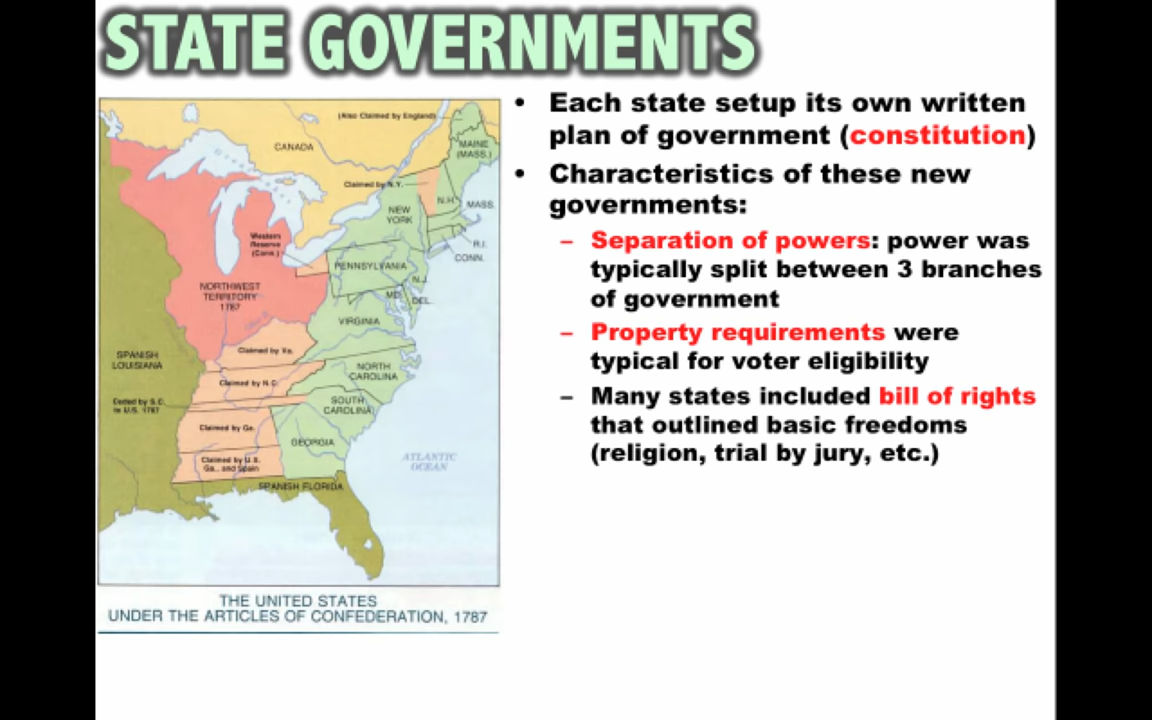 STATE GOVERNMENTS
• Each state setup its own written
plan of government (constitution)
• Characteristics of these new
governments:
– Separation of powers: power was
typically split between 3 branches
of government
– Property requirements were
typical for voter eligibility
– Many states included bill of rights
that outlined basic freedoms
(religion, trial by jury, etc.)
(Also Claimed by England)
CANADA
MAINE
(MASS.)
Claimed by N.Y.
N.H.
MASS.
NEW
YORK
Western
Reserve
(Conn.)
R.I.
CONN.
PENNSYLVANIA
N.J.
NORTHWEST
TERRITORY
1787
MD.
DEL.
VIRGINIA
Claimed by Va.
SPANISH
LOUISIANA
NORTH
CAROLINA
Claimed by N.C.
Ceded by S.C.
to U.S. 1787
SOUTH
CAROLINA
Claimed by Ga.
GEORGIA
Claimed by U.S.
Ga., and Spain
ATLANTIC
OCEAN
SPANISH FLORIDA
THE UNITED STATES
UNDER THE ARTICLES OF CONFEDERATION, 1787